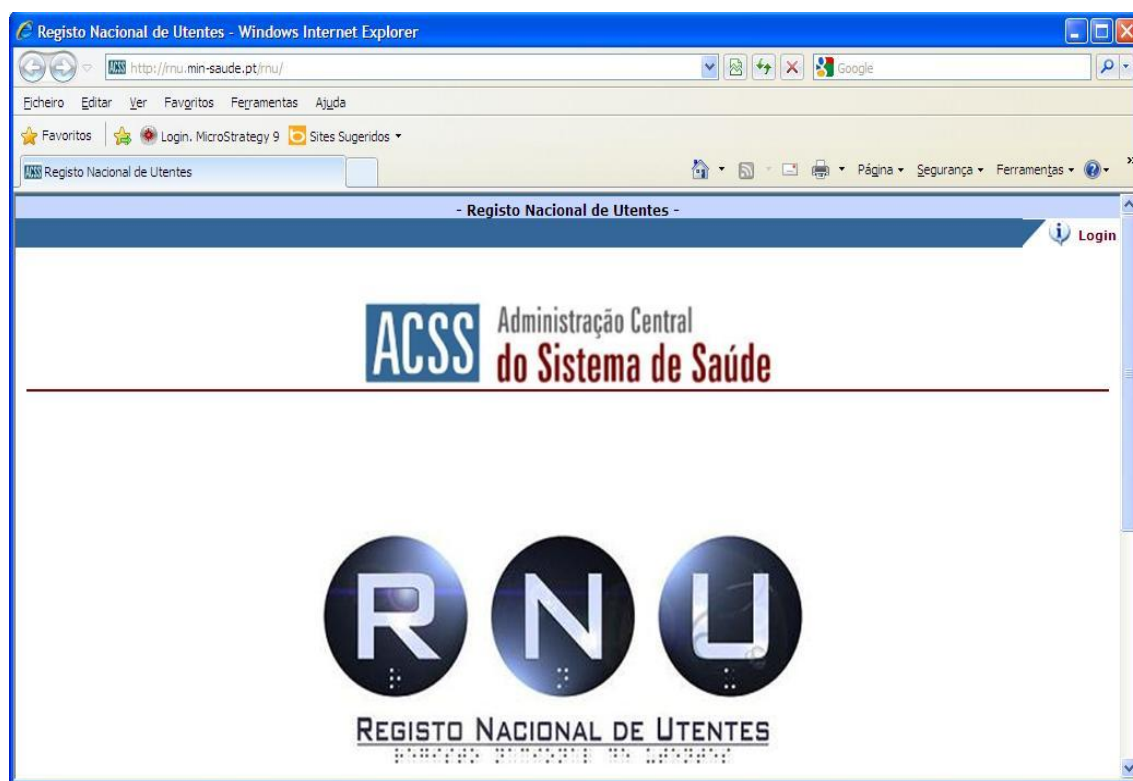 Registo Nacional de Utentes - Windows Internet Explorer
ACSS http://rnu.min-saude.pt/rnu/ Google
Ficheiro Editar Ver Favoritos Ferramentas Ajuda
Favoritos Login. MicroStrategy 9 Sites Sugeridos
ACSS Registo Nacional de Utentes Página Segurança Ferramentas »
- Registo Nacional de Utentes -
Login
ACSS Administração Central
do Sistema de Saúde
R N U
REGISTO NACIONAL DE UTENTES